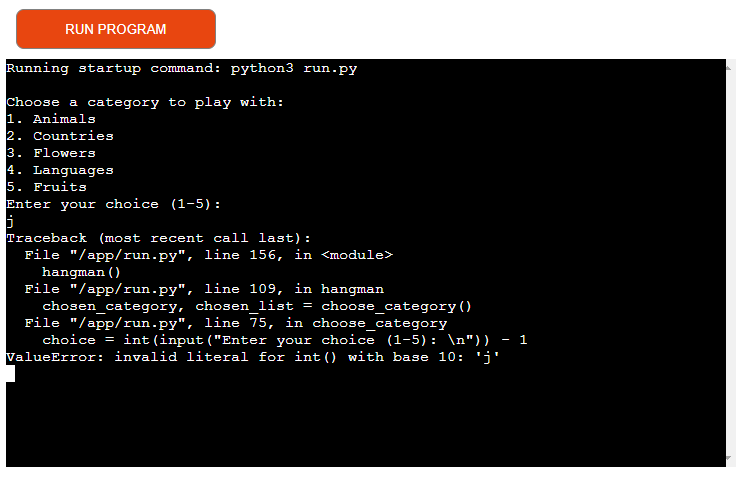 RUN PROGRAM
Running startup command: python3 run.py
Choose a category to play with:
1. Animals
2. Countries
3. Flowers
4. Languages
5. Fruits
Enter your choice (1-5):
j
Traceback (most recent call last):
  File "/app/run.py", line 156, in <module>
    hangman()
  File "/app/run.py", line 109, in hangman
    chosen_category, chosen_list = choose_category()
  File "/app/run.py", line 75, in choose_category
    choice = int(input("Enter your choice (1-5): \n")) - 1
ValueError: invalid literal for int() with base 10: 'j'